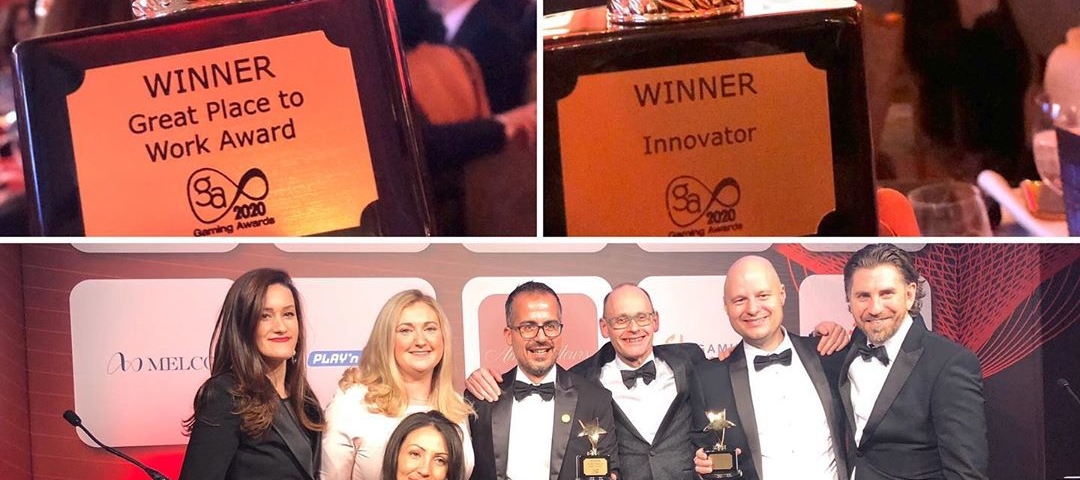 WINNER
Great Place to
Work Award
ga
2020
Gaming Awards
WINNER
Innovator
ga
2020
Gaming Awards
MELCO
PLAY'n